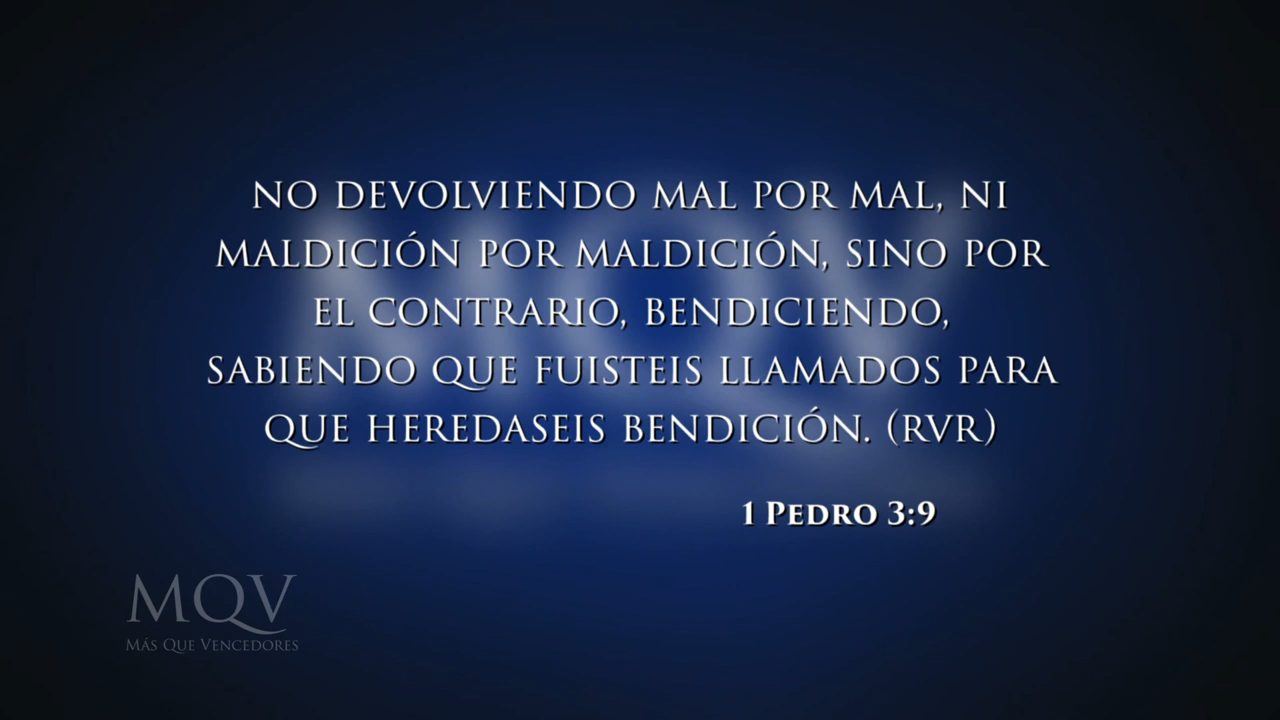 NO DEVOLVIENDO MAL POR MAL, NI
MALDICIÓN POR MALDICIÓN, SINO POR
EL CONTRARIO, BENDICIENDO,
SABIENDO QUE FUISTEIS LLAMADOS PARA
QUE HEREDASEIS BENDICIÓN. (RVR)
1 PEDRO 3:9
MQV
MÁS QUE VENCEDORES